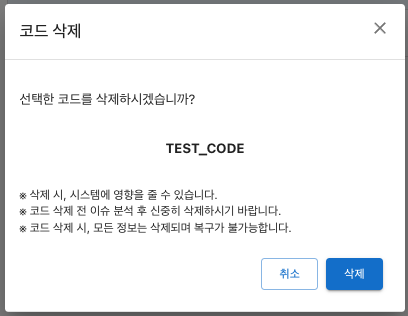 코드 삭제
선택한 코드를 삭제하시겠습니까?
TEST_CODE
※ 삭제 시, 시스템에 영향을 줄 수 있습니다.
※ 코드 삭제 전 이슈 분석 후 신중히 삭제하시기 바랍니다.
※ 코드 삭제 시, 모든 정보는 삭제되며 복구가 불가능합니다.
취소
삭제